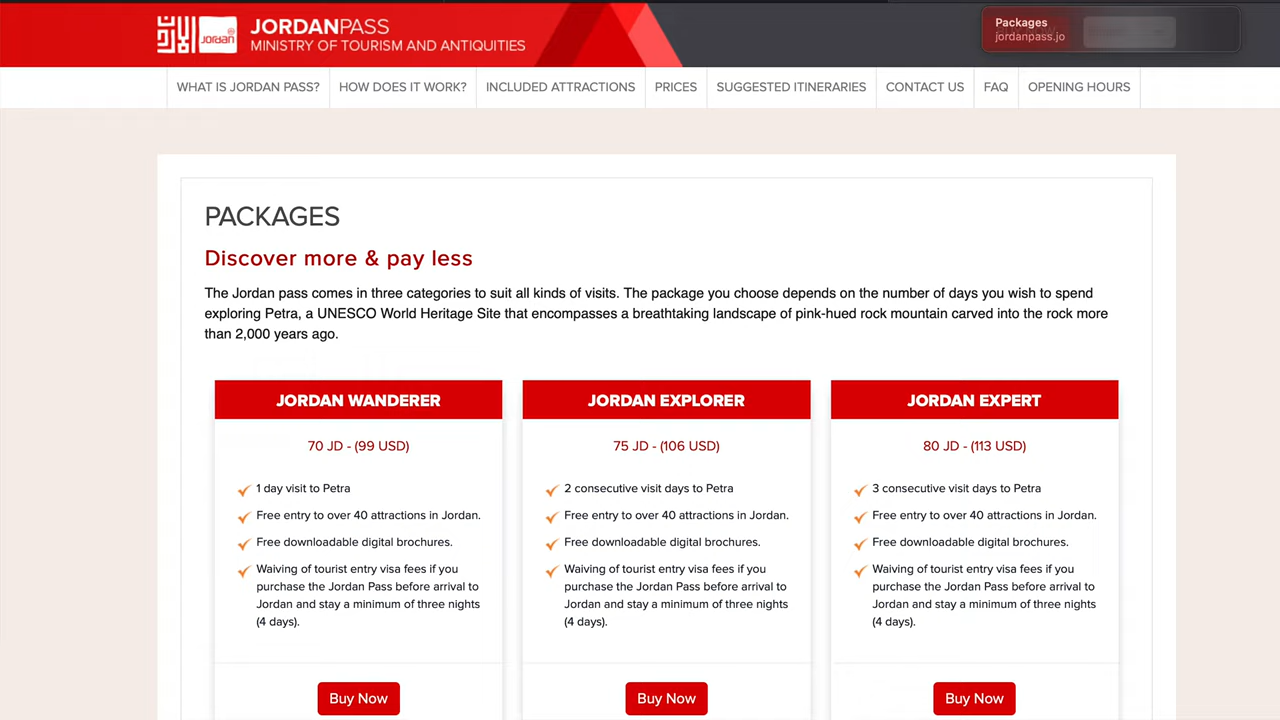 الأردن Jordan
JORDANPASS
MINISTRY OF TOURISM AND ANTIQUITIES
Packages
jordanpass.jo
WHAT IS JORDAN PASS? HOW DOES IT WORK? INCLUDED ATTRACTIONS PRICES SUGGESTED ITINERARIES CONTACT US FAQ OPENING HOURS
PACKAGES
Discover more & pay less
The Jordan pass comes in three categories to suit all kinds of visits. The package you choose depends on the number of days you wish to spend
exploring Petra, a UNESCO World Heritage Site that encompasses a breathtaking landscape of pink-hued rock mountain carved into the rock more
than 2,000 years ago.
JORDAN WANDERER
70 JD - (99 USD)
1 day visit to Petra
Free entry to over 40 attractions in Jordan.
Free downloadable digital brochures.
Waiving of tourist entry visa fees if you
purchase the Jordan Pass before arrival to
Jordan and stay a minimum of three nights
(4 days).
Buy Now
JORDAN EXPLORER
75 JD - (106 USD)
2 consecutive visit days to Petra
Free entry to over 40 attractions in Jordan.
Free downloadable digital brochures.
Waiving of tourist entry visa fees if you
purchase the Jordan Pass before arrival to
Jordan and stay a minimum of three nights
(4 days).
Buy Now
JORDAN EXPERT
80 JD - (113 USD)
3 consecutive visit days to Petra
Free entry to over 40 attractions in Jordan.
Free downloadable digital brochures.
Waiving of tourist entry visa fees if you
purchase the Jordan Pass before arrival to
Jordan and stay a minimum of three nights
(4 days).
Buy Now